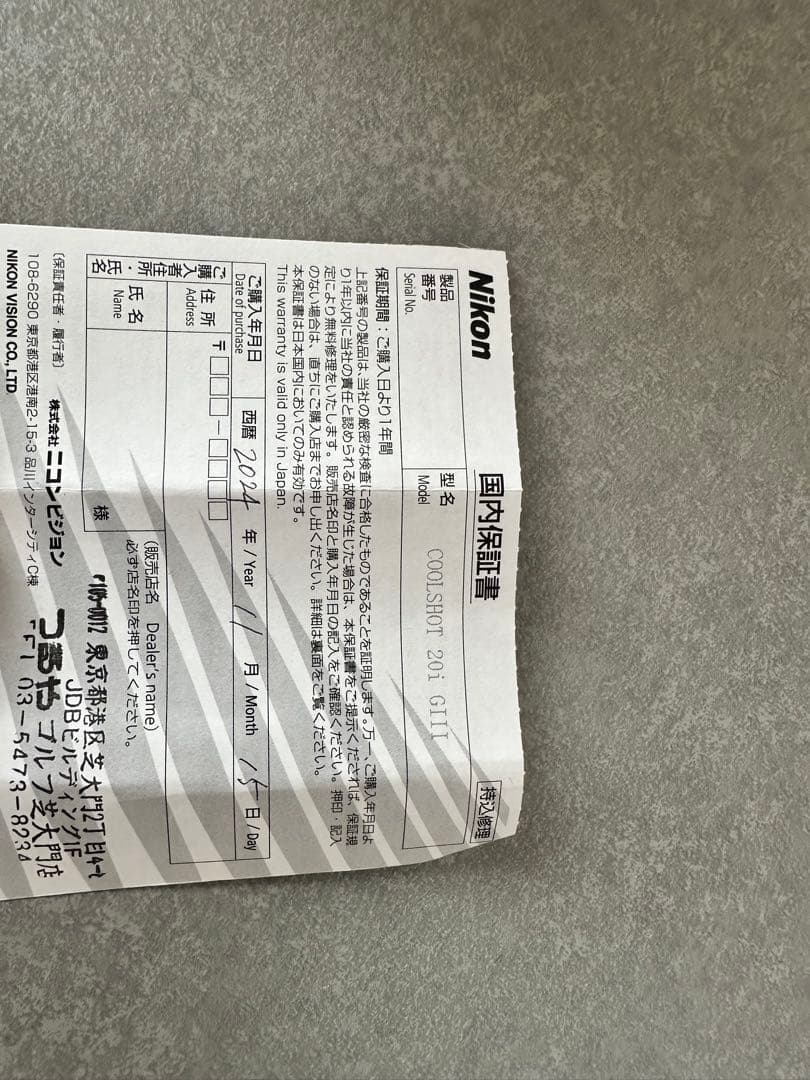 Nikon
国内保証書
持込修理
製品番号
Serial No.
型名
Model
COOLSHOT 20i GIII
保証期間：ご購入日より1年間
上記番号の製品は、当社の厳密な検査に合格したものであることを証明します。万一、ご購入年月日よ
り1年以内に当社の責任と認められる故障が生じた場合は、本保証書をご提示くだされば、保証規
定により無料修理をいたします。販売店名印と購入年月日の記入をご確認ください。押印・記入
のない場合は、直ちにご購入店までお申し出ください。詳細は裏面をご覧ください。
本保証書は日本国内においてのみ有効です。
This warranty is valid only in Japan.
ご購入年月日
Date of purchase
西暦 2024 年/Year 11 月/Month 15 日/Day
ご購入者住所・氏名
住所
Address
〒
氏名
Name
様
(販売店名 Dealer's name)
必ず店名印を押してください。
〒105-0012 東京都港区芝大門2丁目4-1
JDBビルディング1F
つるやゴルフ芝大門店
TEL 03-5473-8234
(保証責任者・履行者)
株式会社ニコンビジョン
108-6290 東京都港区港南2-15-3 品川インターシティC棟
NIKON VISION CO., LTD